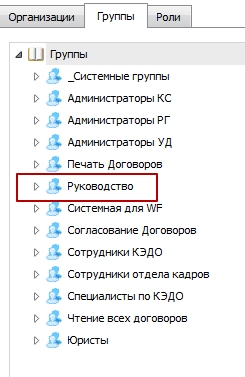 Организации Группы Роли
Группы
_Системные группы
Администраторы КС
Администраторы РГ
Администраторы УД
Печать Договоров
Руководство
Системная для WF
Согласование Договоров
Сотрудники КЭДО
Сотрудники отдела кадров
Специалисты по КЭДО
Чтение всех договоров
Юристы